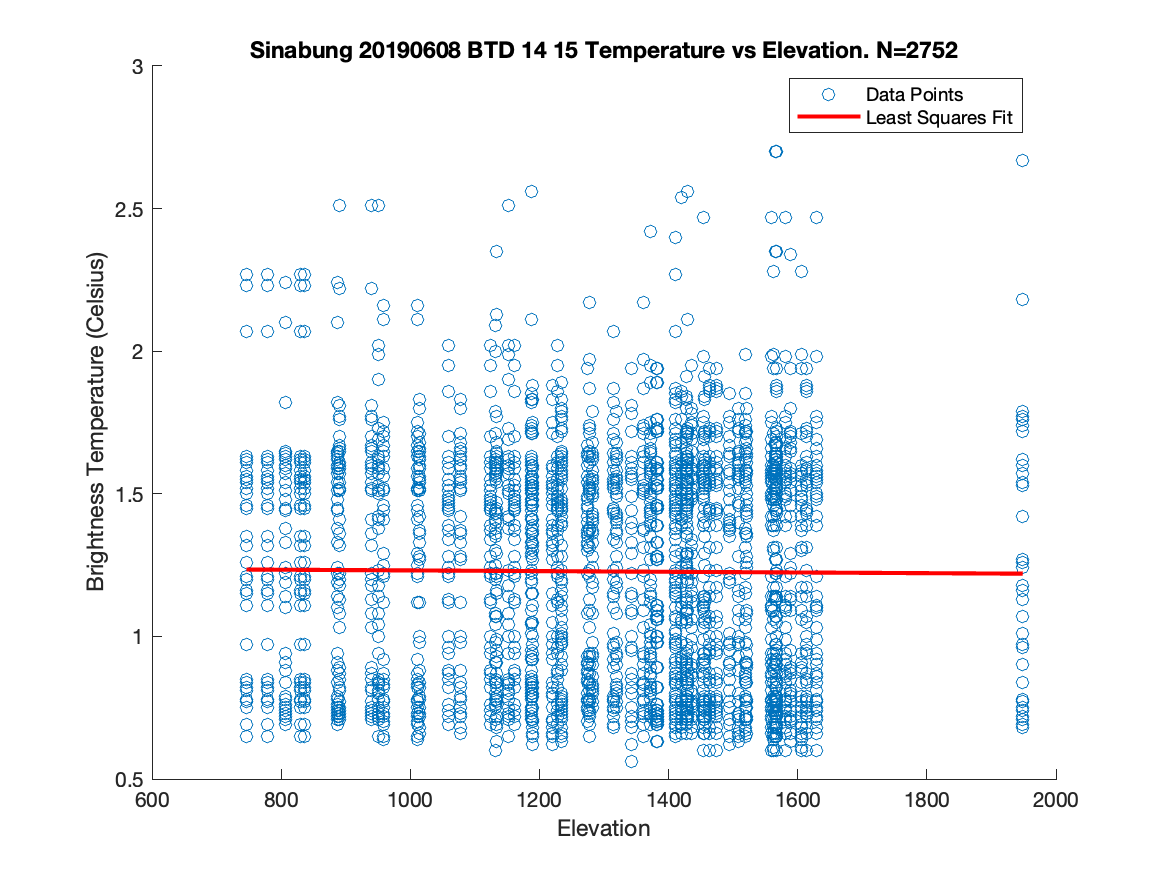 Sinabung 20190608 BTD 14 15 Temperature vs Elevation. N=2752
Data Points
Least Squares Fit
Brightness Temperature (Celsius)
3
2.5
2
1.5
1
0.5
600 800 1000 1200 1400 1600 1800 2000
Elevation